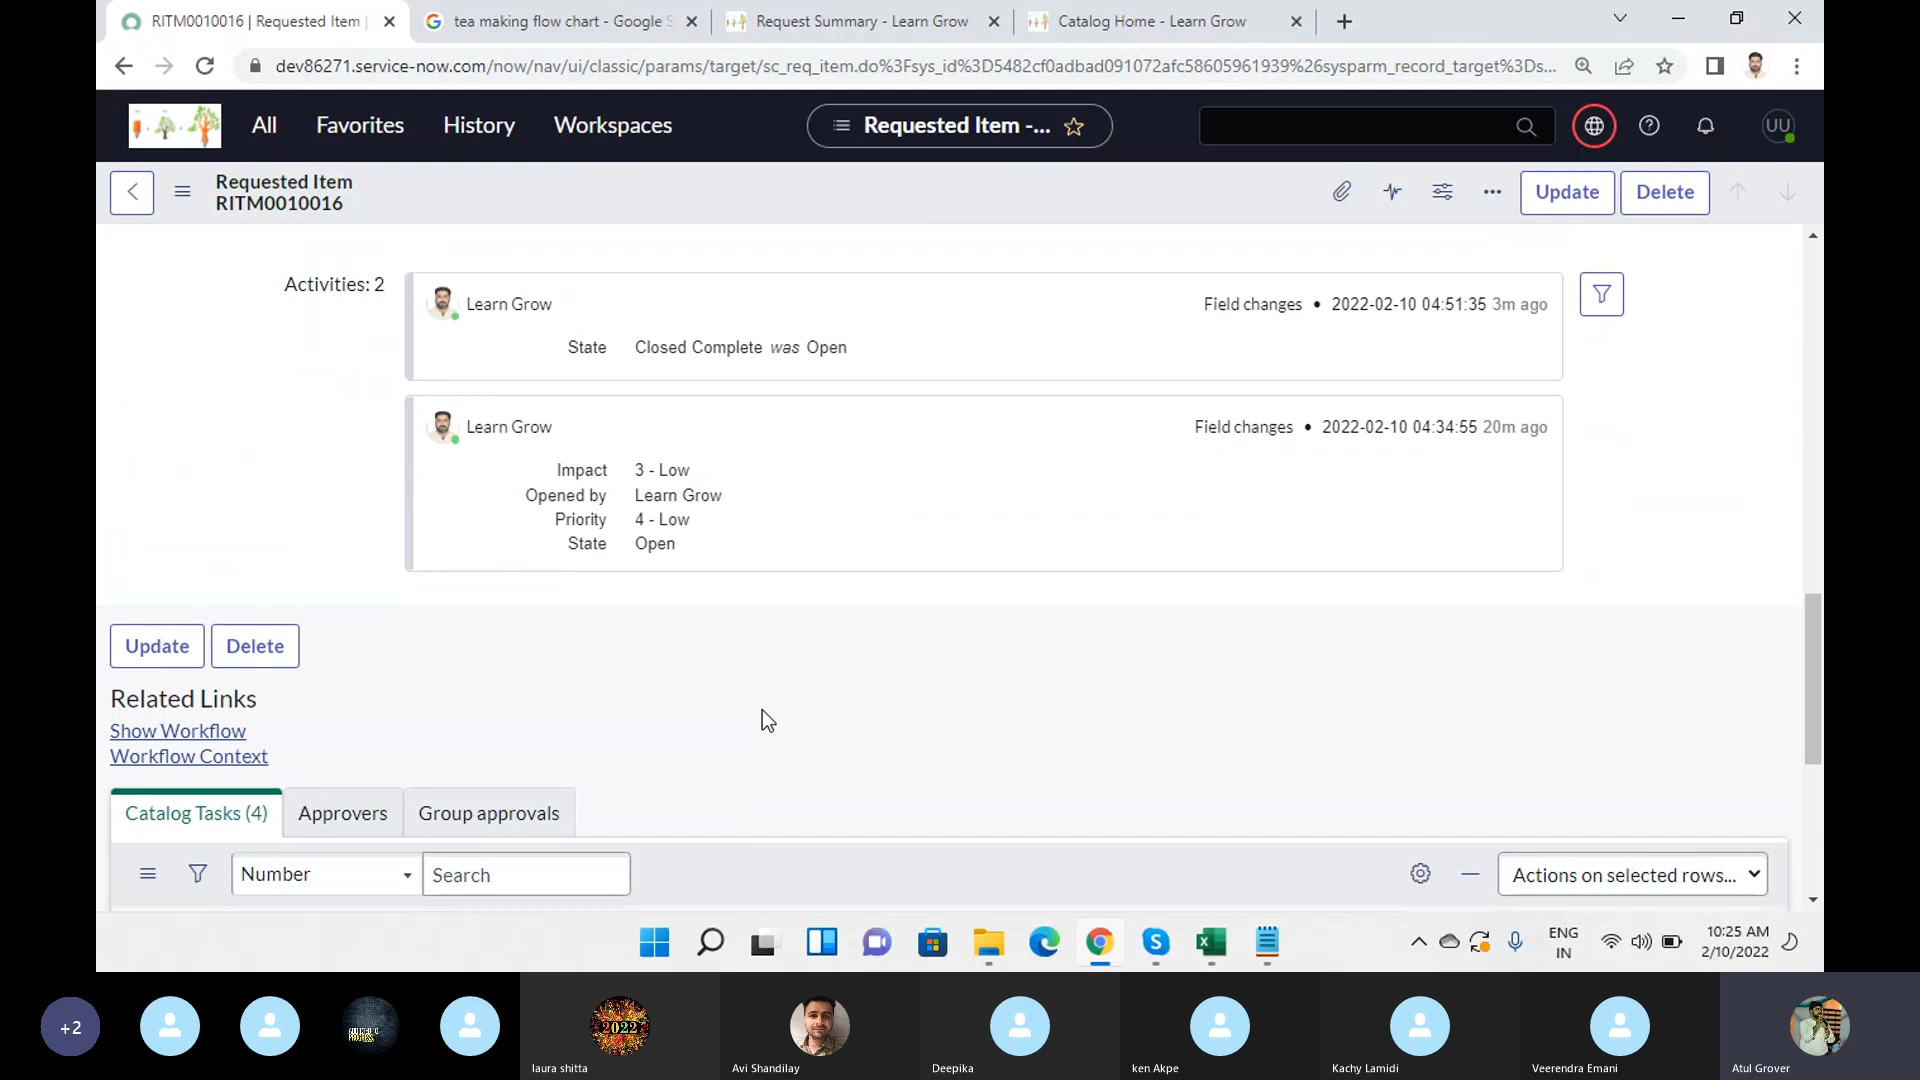 RITM0010016 | Requested Item |
tea making flow chart - Google S
Request Summary - Learn Grow
Catalog Home - Learn Grow
dev86271.service-now.com/now/nav/ui/classic/params/target/sc_req_item.do%3Fsys_id%3D5482cf0adbad091072afc58605961939%26sysparm_record_target%3Ds...
All
Favorites
History
Workspaces
Requested Item -...
UU
Requested Item
RITM0010016
Update
Delete
Activities: 2
Learn Grow
Field changes • 2022-02-10 04:51:35 3m ago
State Closed Complete was Open
Learn Grow
Field changes • 2022-02-10 04:34:55 20m ago
Impact 3 - Low
Opened by Learn Grow
Priority 4 - Low
State Open
Update
Delete
Related Links
Show Workflow
Workflow Context
Catalog Tasks (4)
Approvers
Group approvals
Number
Search
Actions on selected rows...
ENG
IN
10:25 AM
2/10/2022
+2
2022
laura shitta
Avi Shandilay
Deepika
ken Akpe
Kachy Lamidi
Veerendra Emani
Atul Grover